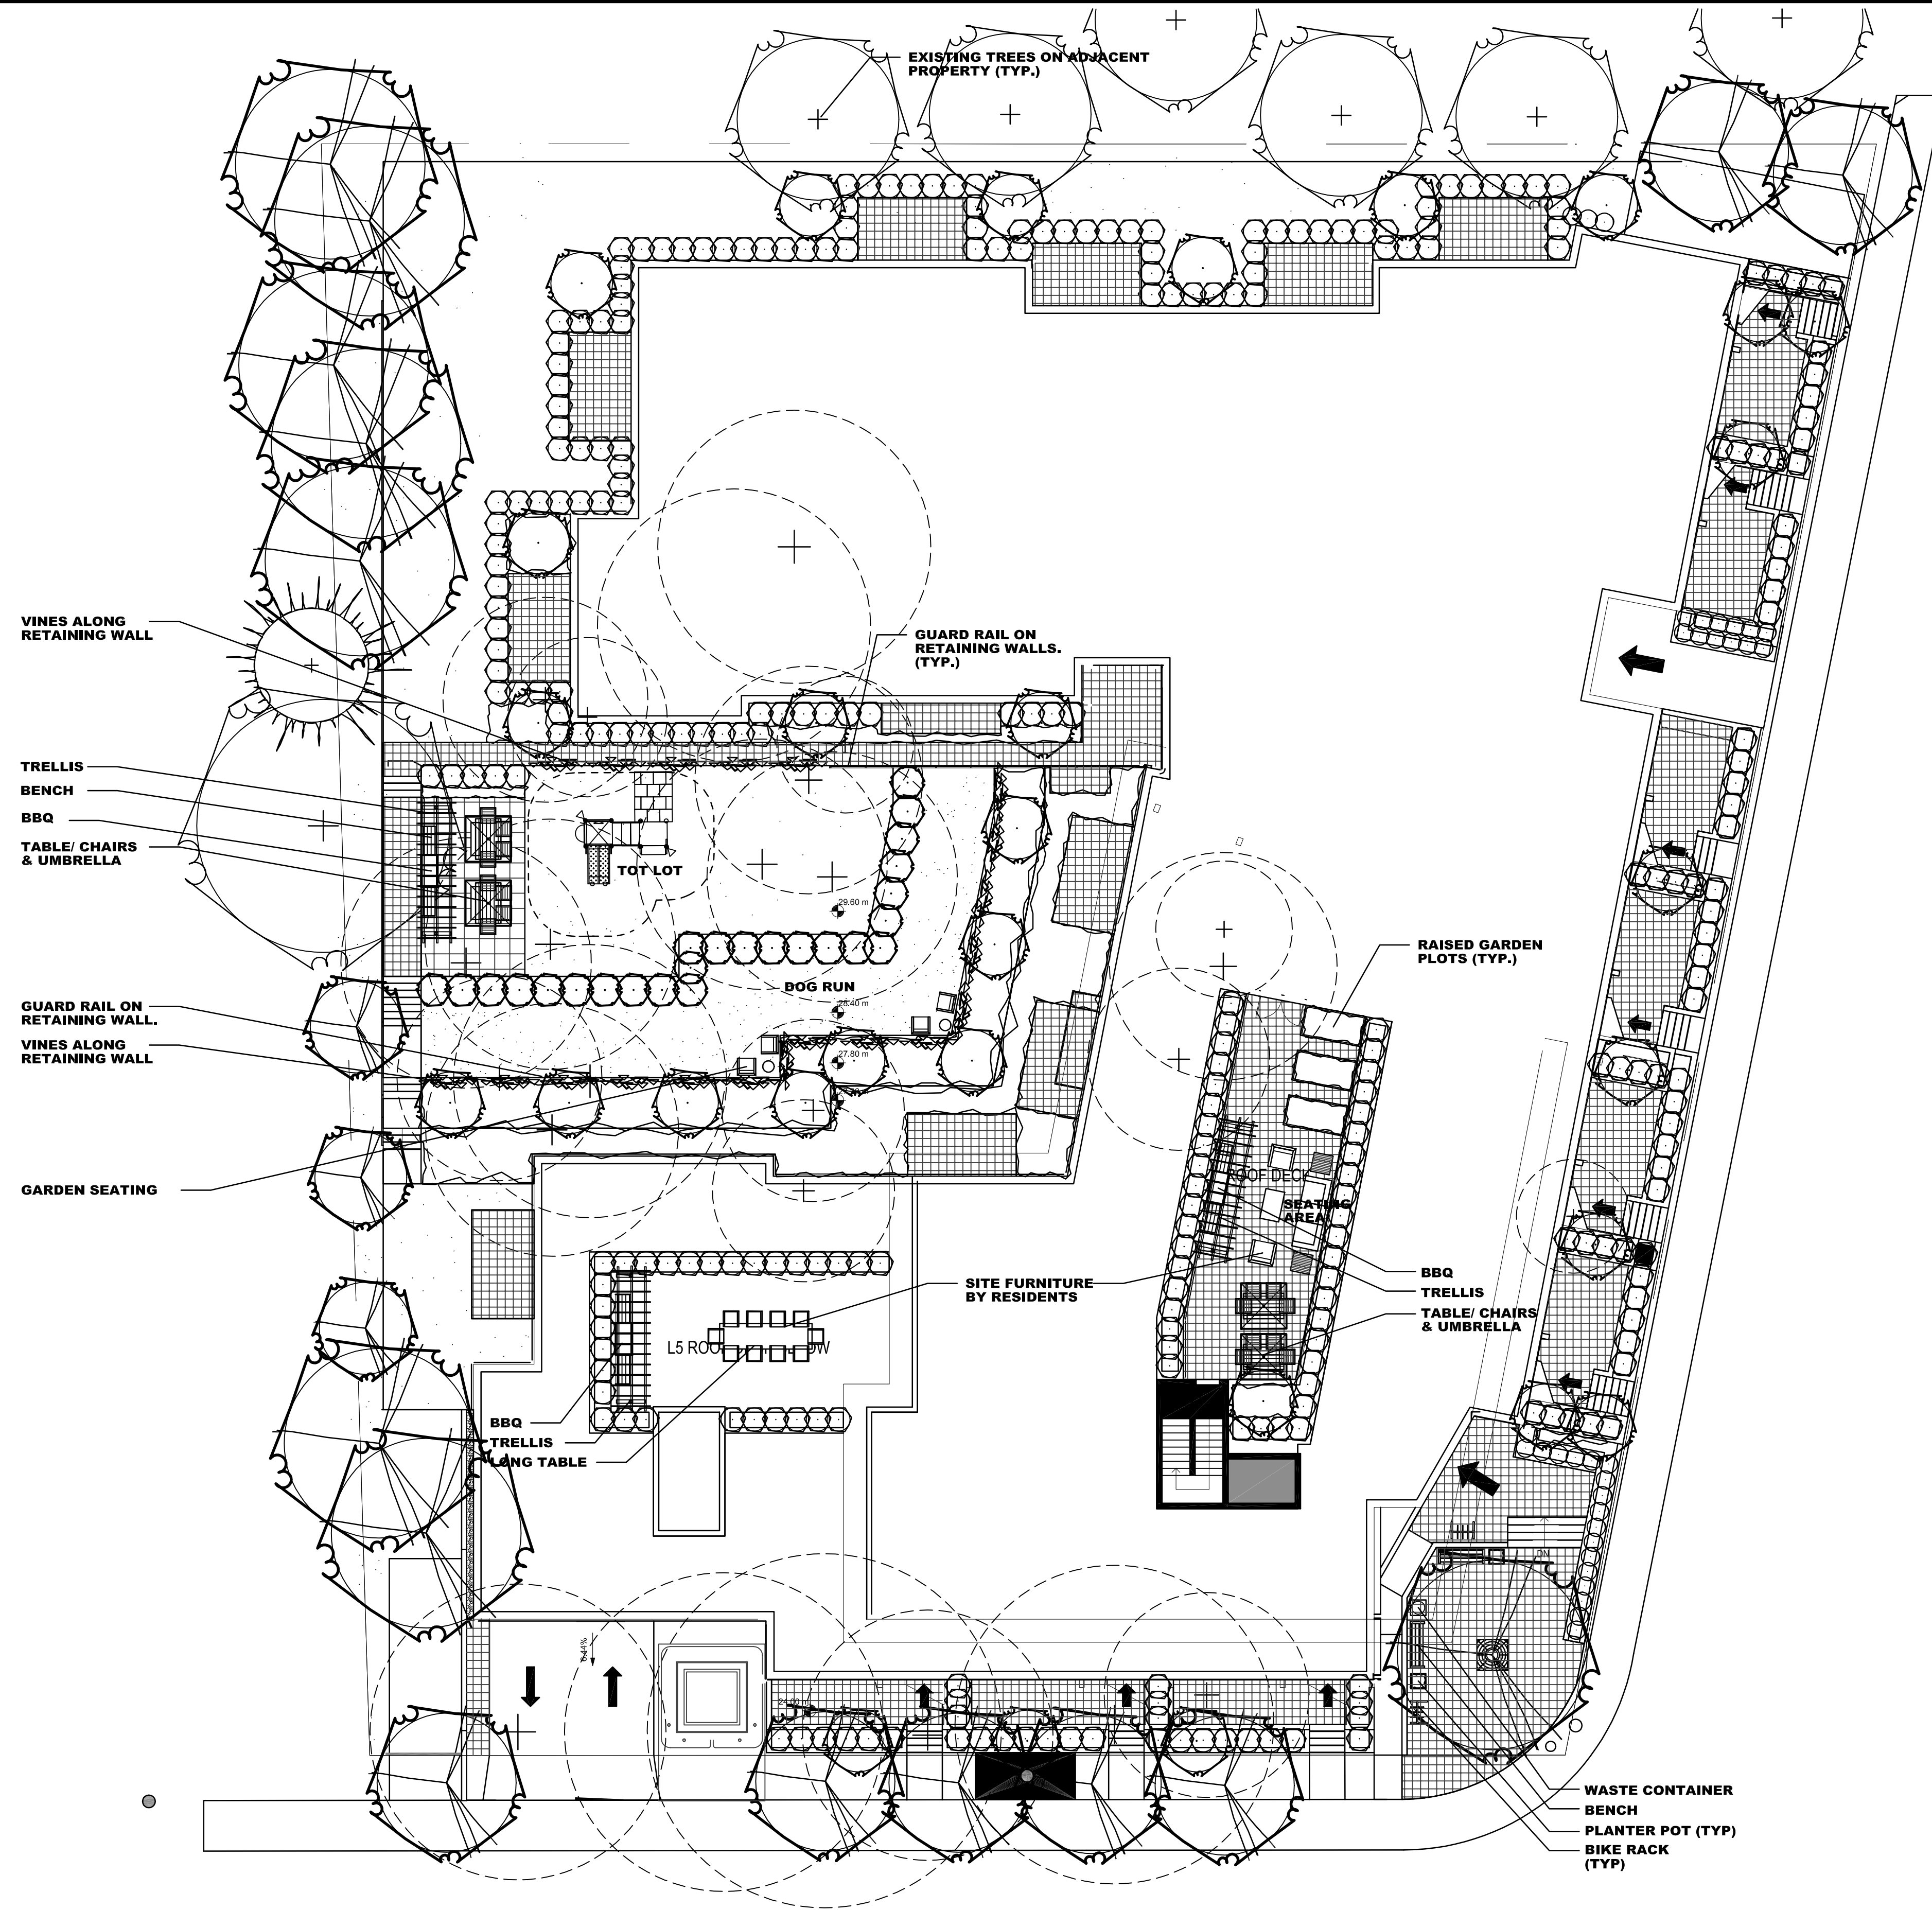 EXISTING TREES ON ADJACENT
PROPERTY (TYP.)
VINES ALONG
RETAINING WALL
GUARD RAIL ON
RETAINING WALLS.
(TYP.)
TRELLIS
BENCH
BBQ
TABLE/ CHAIRS
& UMBRELLA
TOT LOT
29.60 m
RAISED GARDEN
PLOTS (TYP.)
DOG RUN
28.40 m
GUARD RAIL ON
RETAINING WALL.
VINES ALONG
RETAINING WALL
27.80 m
GARDEN SEATING
ROOF DECK
SEATING
AREA
SITE FURNITURE
BY RESIDENTS
BBQ
TRELLIS
TABLE/ CHAIRS
& UMBRELLA
L5 ROOF
BBQ
TRELLIS
LONG TABLE
DN
WASTE CONTAINER
BENCH
PLANTER POT (TYP)
BIKE RACK
(TYP)